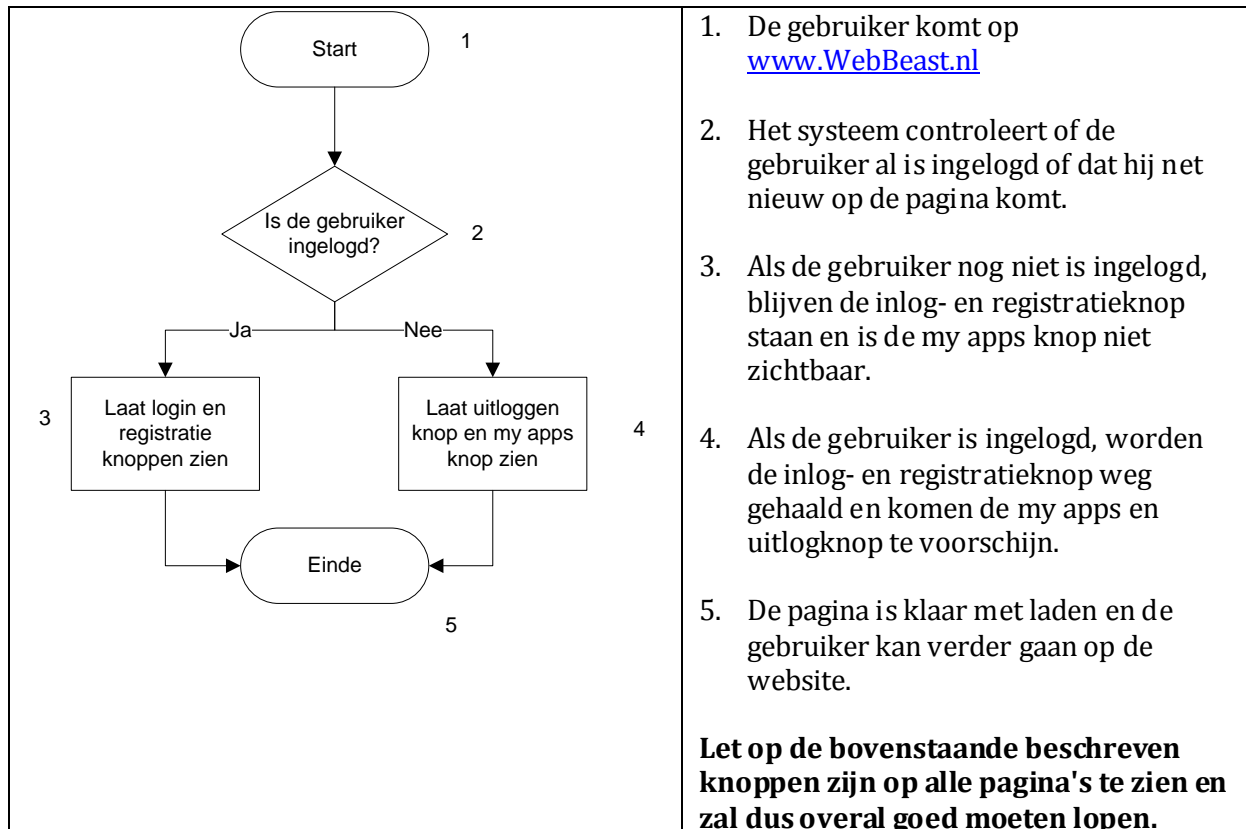 Start
1
Is de gebruiker
ingelogd?
2
Ja
Nee
3
Laat login en
registratie
knoppen zien
Laat uitloggen
knop en my apps
knop zien
4
Einde
5
1. De gebruiker komt op
www.WebBeast.nl
2. Het systeem controleert of de
gebruiker al is ingelogd of dat hij net
nieuw op de pagina komt.
3. Als de gebruiker nog niet is ingelogd,
blijven de inlog- en registratieknop
staan en is de my apps knop niet
zichtbaar.
4. Als de gebruiker is ingelogd, worden
de inlog- en registratieknop weg
gehaald en komen de my apps en
uitlogknop te voorschijn.
5. De pagina is klaar met laden en de
gebruiker kan verder gaan op de
website.
Let op de bovenstaande beschreven
knoppen zijn op alle pagina's te zien en
zal dus overal goed moeten lopen.